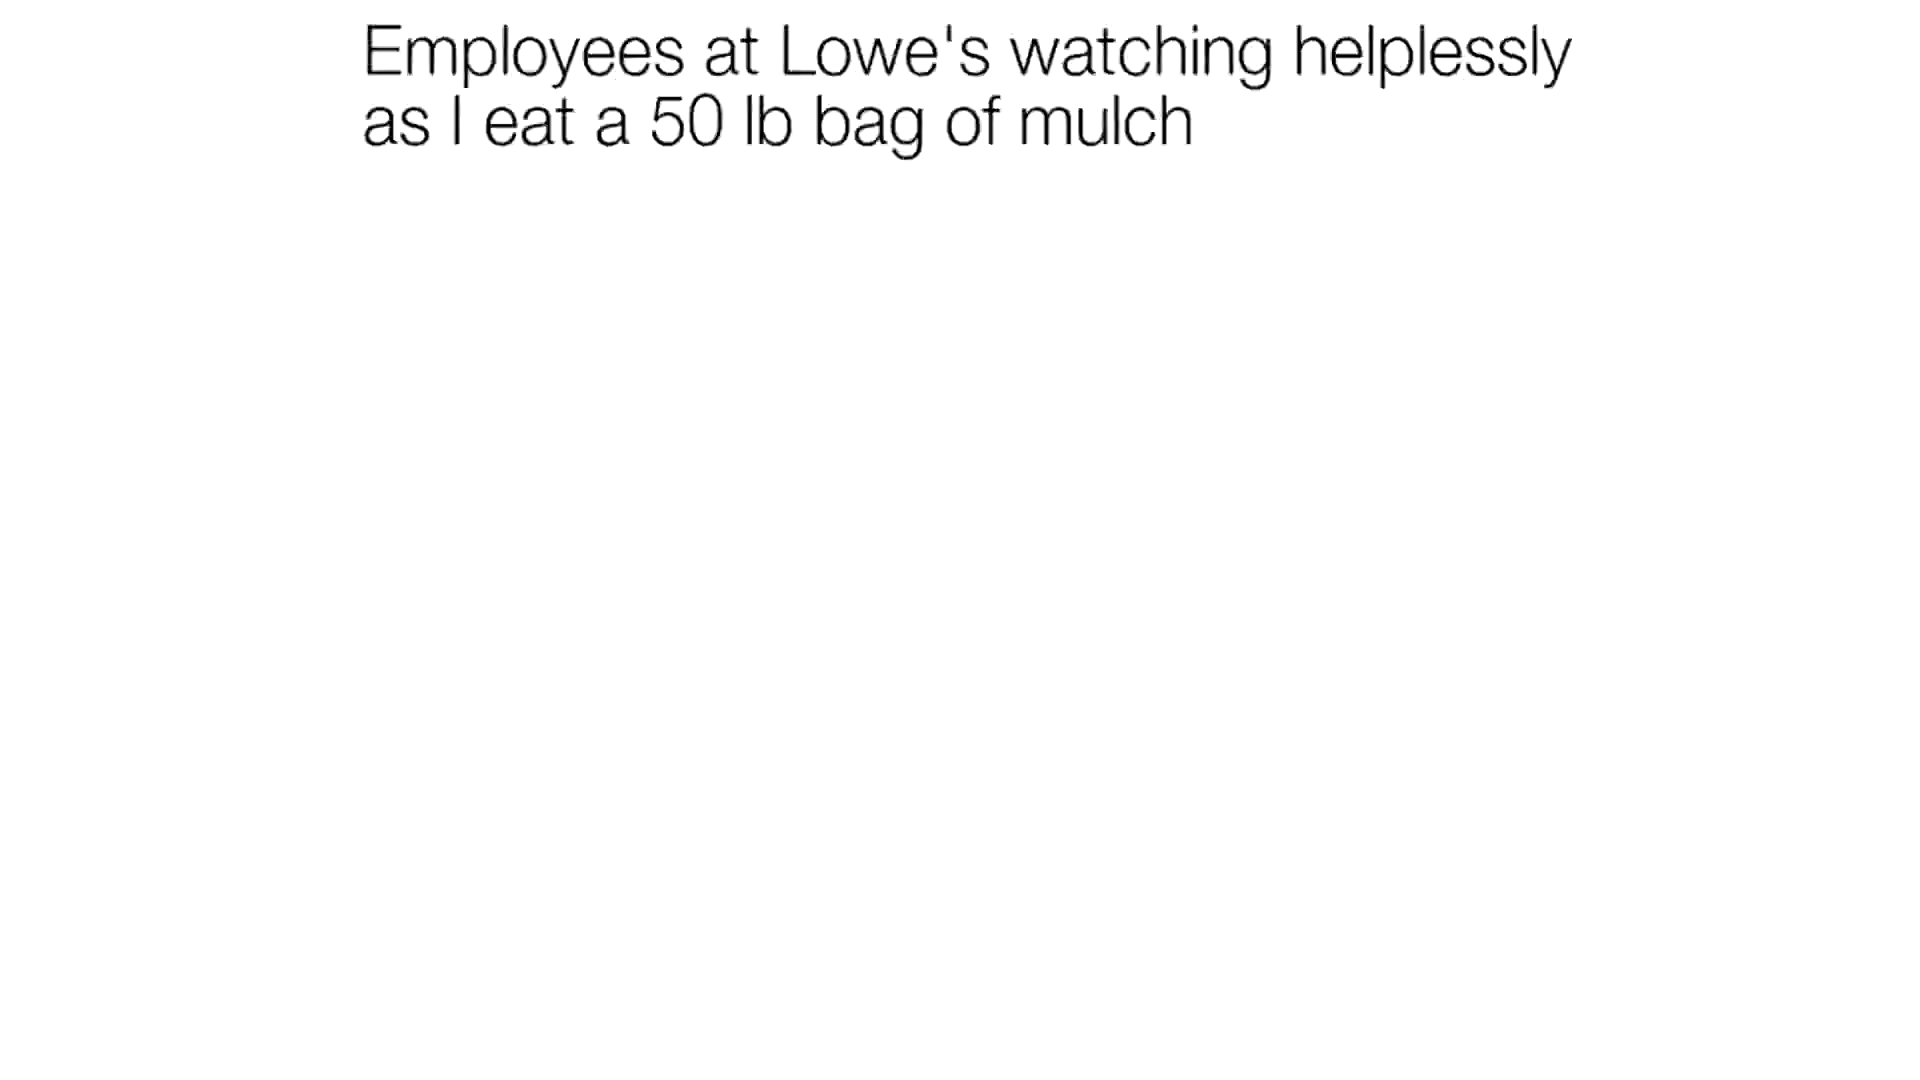 Employees at Lowe's watching helplessly
as I eat a 50 lb bag of mulch